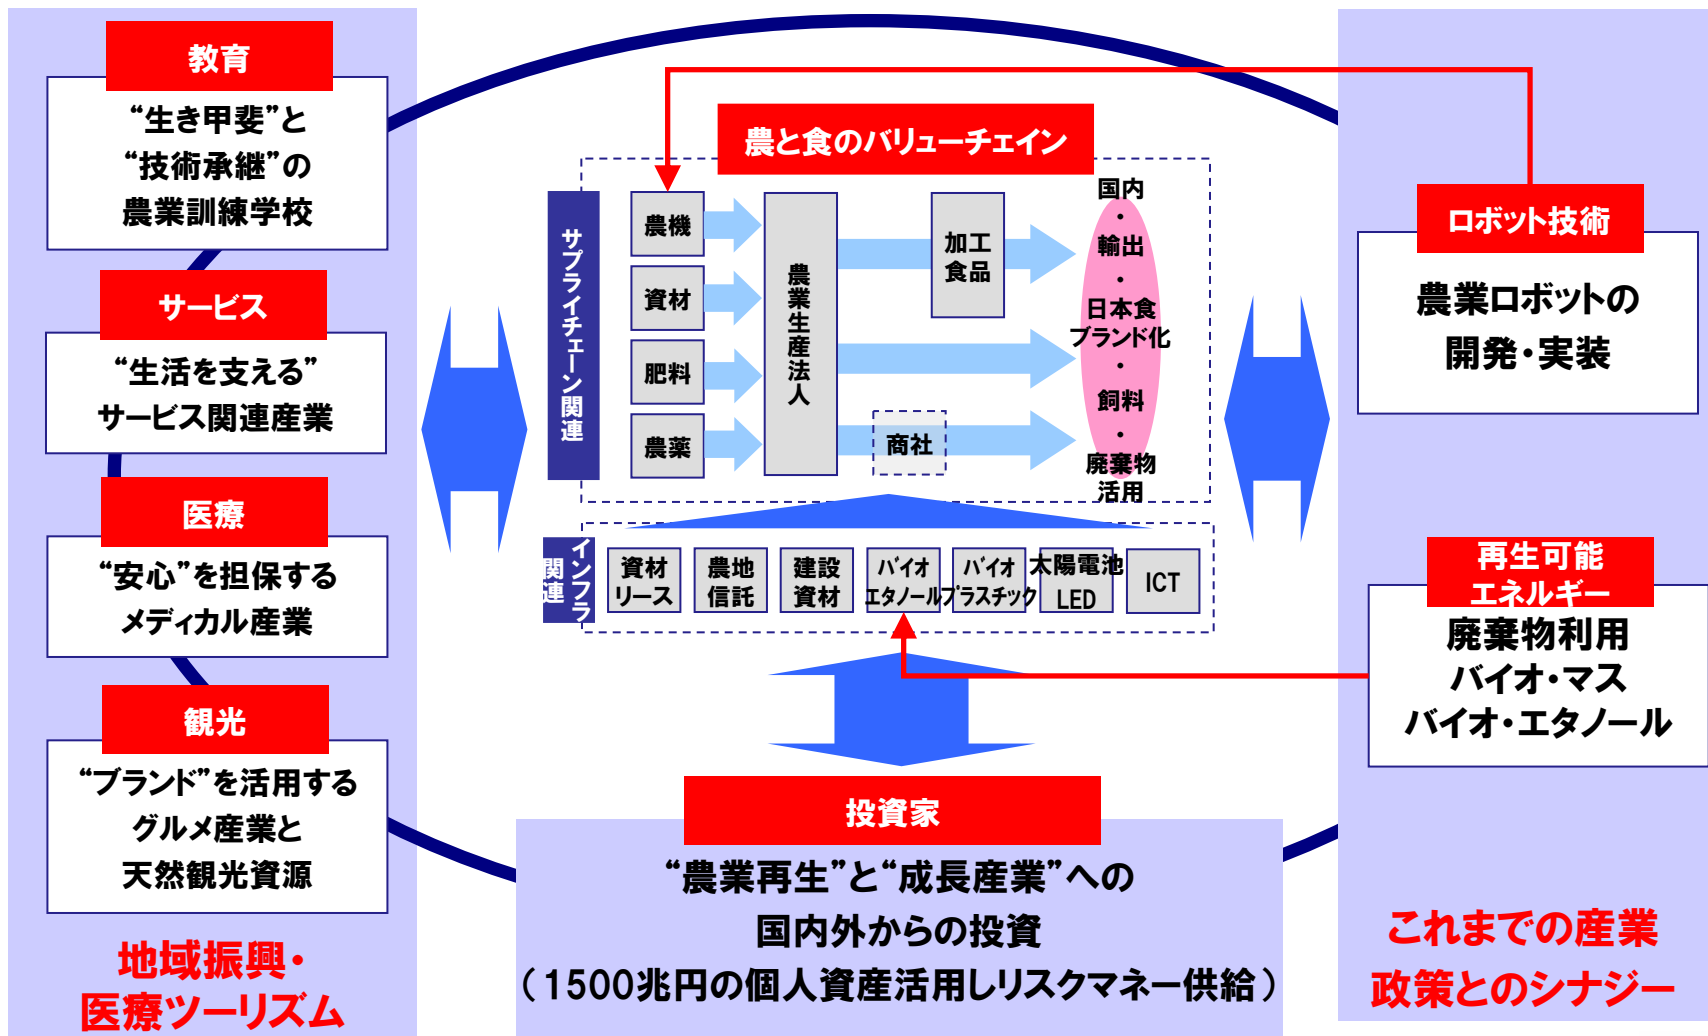 教育
“生き甲斐”と
“技術承継”の
農業訓練学校
サービス
“生活を支える”
サービス関連産業
医療
“安心”を担保する
メディカル産業
観光
“ブランド”を活用する
グルメ産業と
天然観光資源
地域振興・
医療ツーリズム
農と食のバリューチェイン
サプライチェーン関連
農機
資材
肥料
農薬
農業生産法人
加工
食品
商社
国内
・
輸出
・
日本食
ブランド化
・
飼料
・
廃棄物
活用
インフラ
関連
資材
リース
農地
信託
建設
資材
バイオ
エタノール
バイオ
プラスチック
太陽電池
LED
ICT
投資家
“農業再生”と“成長産業”への
国内外からの投資
（1500兆円の個人資産活用しリスクマネー供給）
ロボット技術
農業ロボットの
開発・実装
再生可能
エネルギー
廃棄物利用
バイオ・マス
バイオ・エタノール
これまでの産業
政策とのシナジー